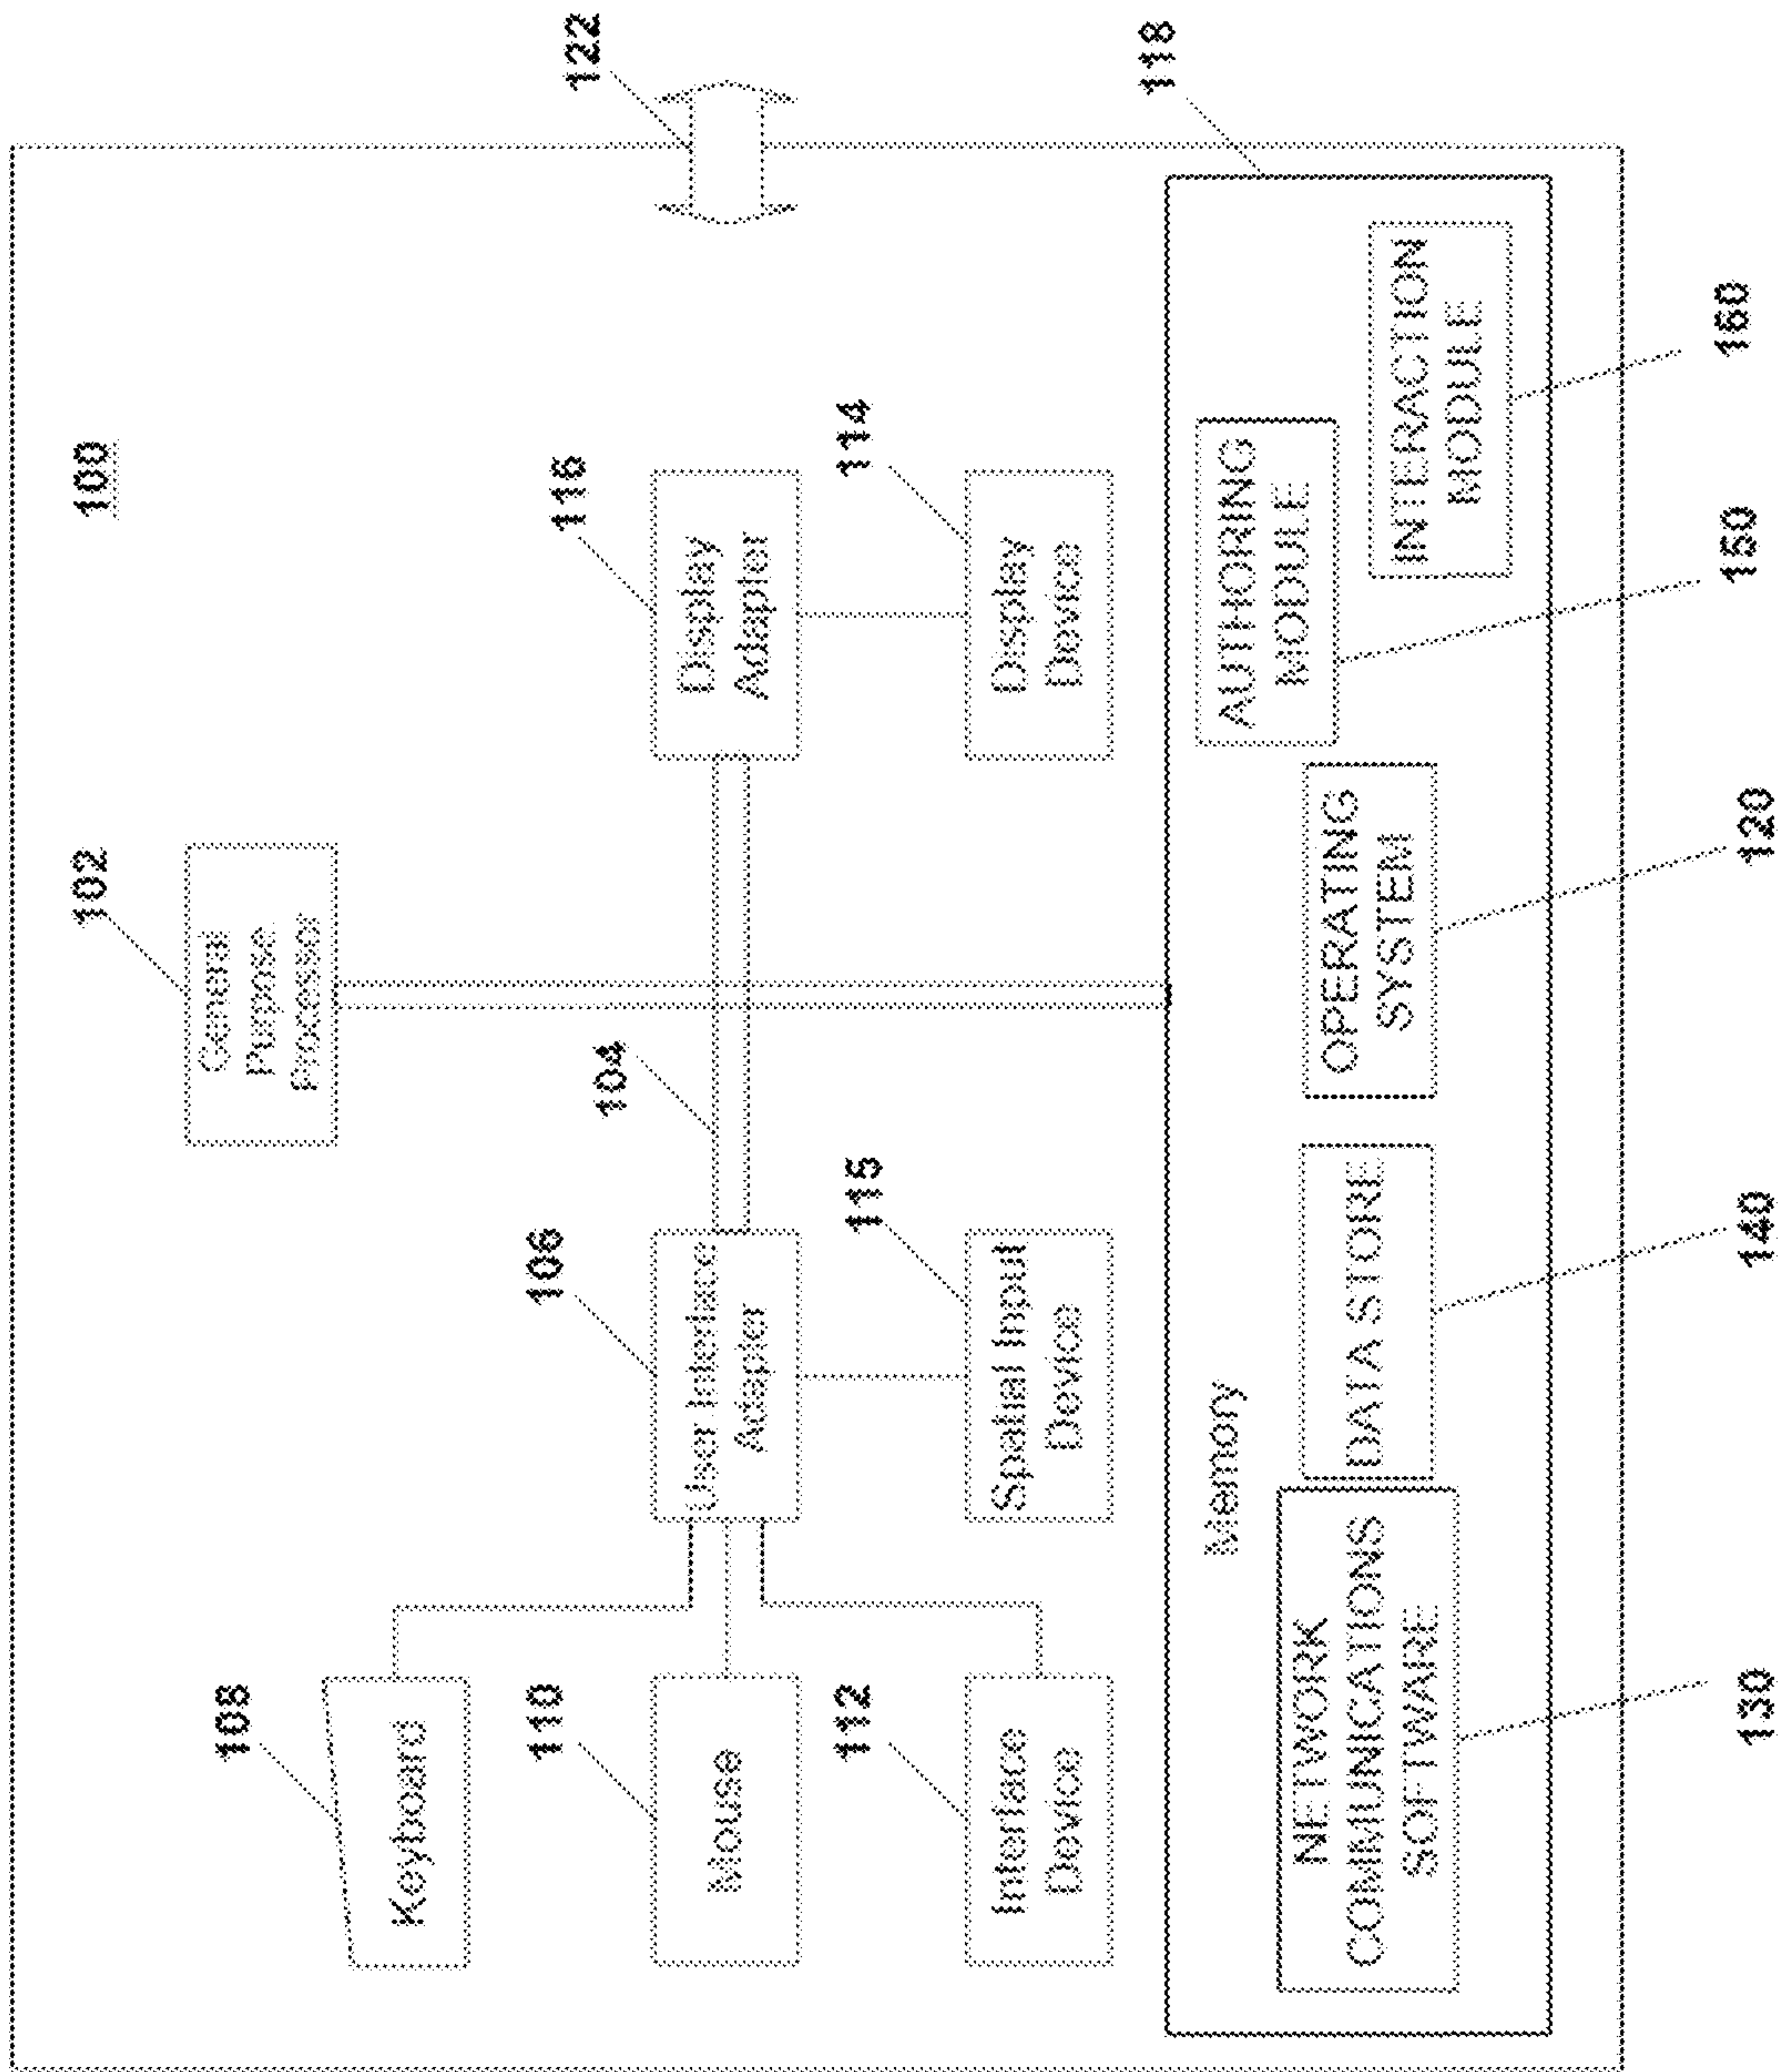 100
102
General
Purpose
Processor
122
104
108
Keyboard
106
User Interface
Adapter
116
Display
Adapter
110
Mouse
115
Spatial Input
Device
114
Display
Device
112
Interface
Device
118
Memory
NETWORK
COMMUNICATIONS
SOFTWARE
DATA STORE
OPERATING
SYSTEM
AUTHORING
MODULE
INTERACTION
MODULE
130
140
120
150
160